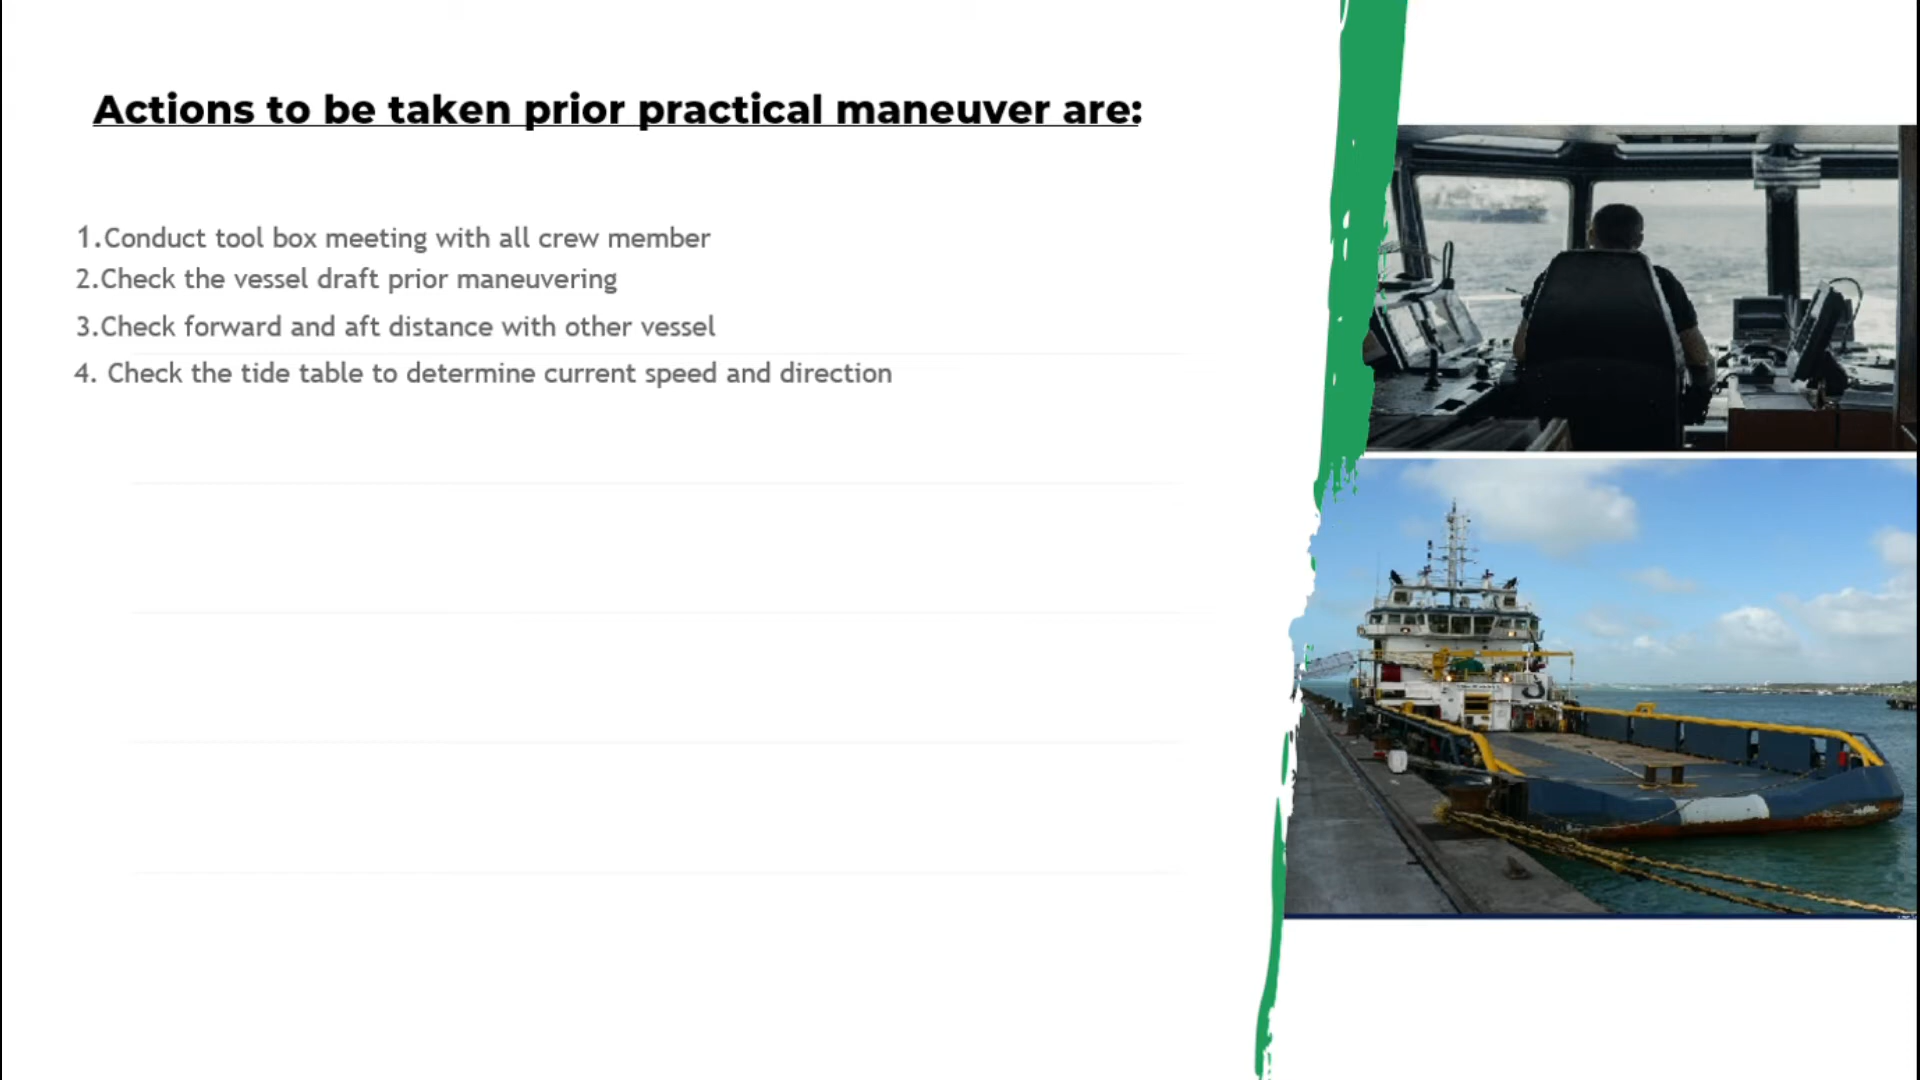 Actions to be taken prior practical maneuver are:
1.Conduct tool box meeting with all crew member
2.Check the vessel draft prior maneuvering
3.Check forward and aft distance with other vessel
4. Check the tide table to determine current speed and direction